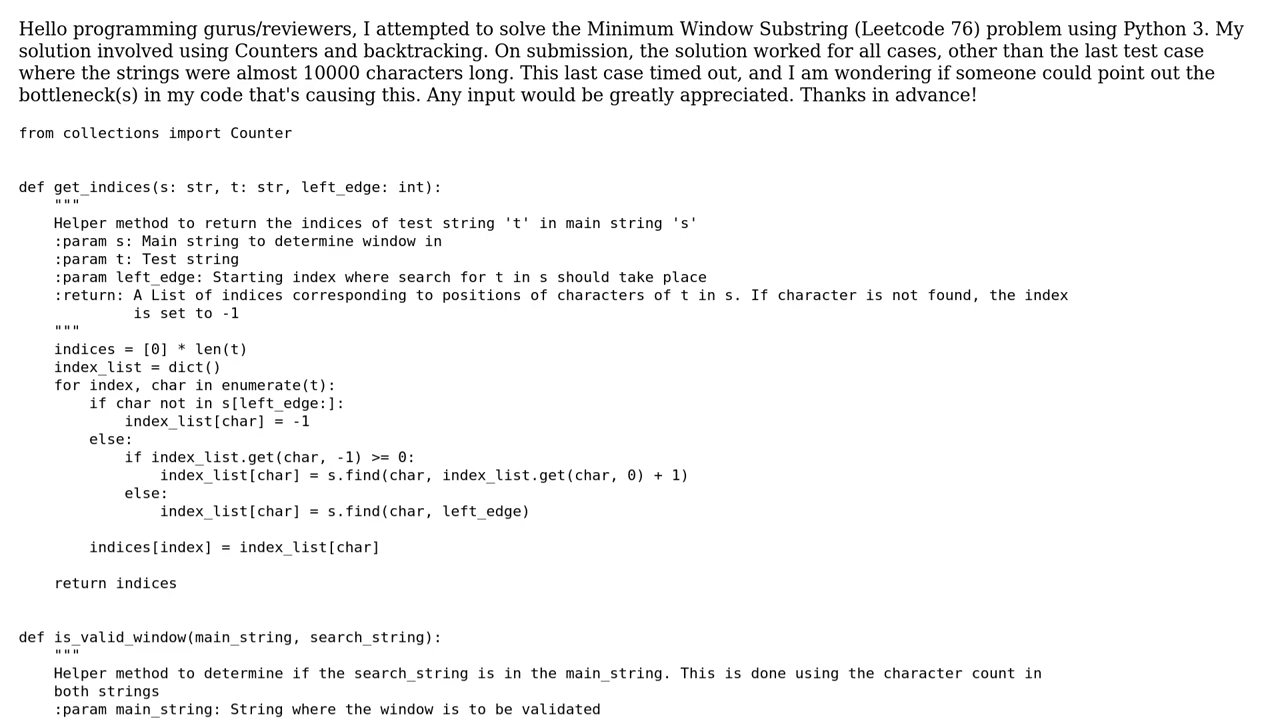 Hello programming gurus/reviewers, I attempted to solve the Minimum Window Substring (Leetcode 76) problem using Python 3. My
solution involved using Counters and backtracking. On submission, the solution worked for all cases, other than the last test case
where the strings were almost 10000 characters long. This last case timed out, and I am wondering if someone could point out the
bottleneck(s) in my code that's causing this. Any input would be greatly appreciated. Thanks in advance!
from collections import Counter
def get_indices(s: str, t: str, left_edge: int):
    """
    Helper method to return the indices of test string 't' in main string 's'
    :param s: Main string to determine window in
    :param t: Test string
    :param left_edge: Starting index where search for t in s should take place
    :return: A List of indices corresponding to positions of characters of t in s. If character is not found, the index
             is set to -1
    """
    indices = [0] * len(t)
    index_list = dict()
    for index, char in enumerate(t):
        if char not in s[left_edge:]:
            index_list[char] = -1
        else:
            if index_list.get(char, -1) >= 0:
                index_list[char] = s.find(char, index_list.get(char, 0) + 1)
            else:
                index_list[char] = s.find(char, left_edge)
        indices[index] = index_list[char]
    return indices
def is_valid_window(main_string, search_string):
    """
    Helper method to determine if the search_string is in the main_string. This is done using the character count in
    both strings
    :param main_string: String where the window is to be validated